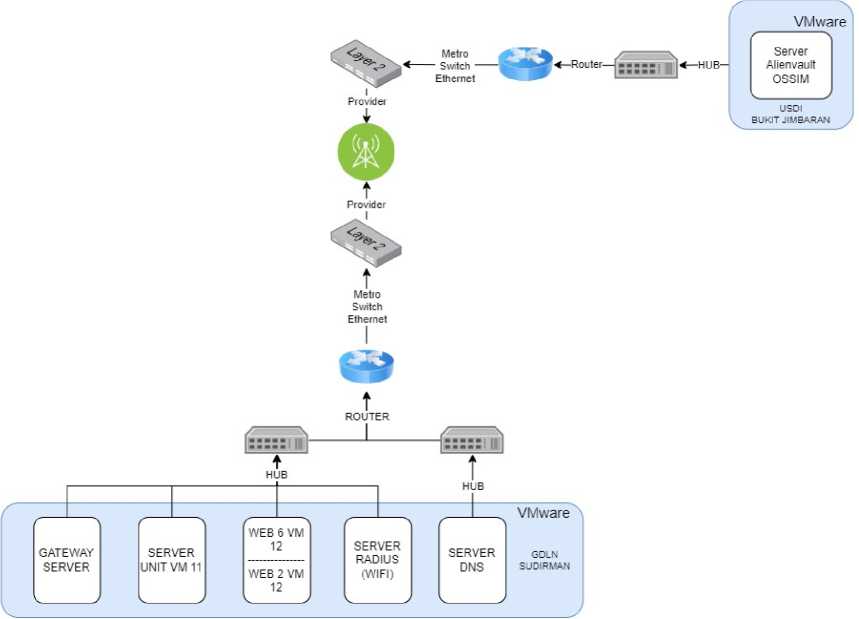 VMware
Server
Alienvault
OSSIM
USDI
BUKIT JIMBARAN
HUB
Router
Metro
Switch
Ethernet
Layer 2
Provider
Provider
Layer 2
Metro
Switch
Ethernet
ROUTER
HUB
HUB
VMware
GATEWAY
SERVER
SERVER
UNIT VM 11
WEB 6 VM
12
---------------
WEB 2 VM
12
SERVER
RADIUS
(WIFI)
SERVER
DNS
GDLN
SUDIRMAN